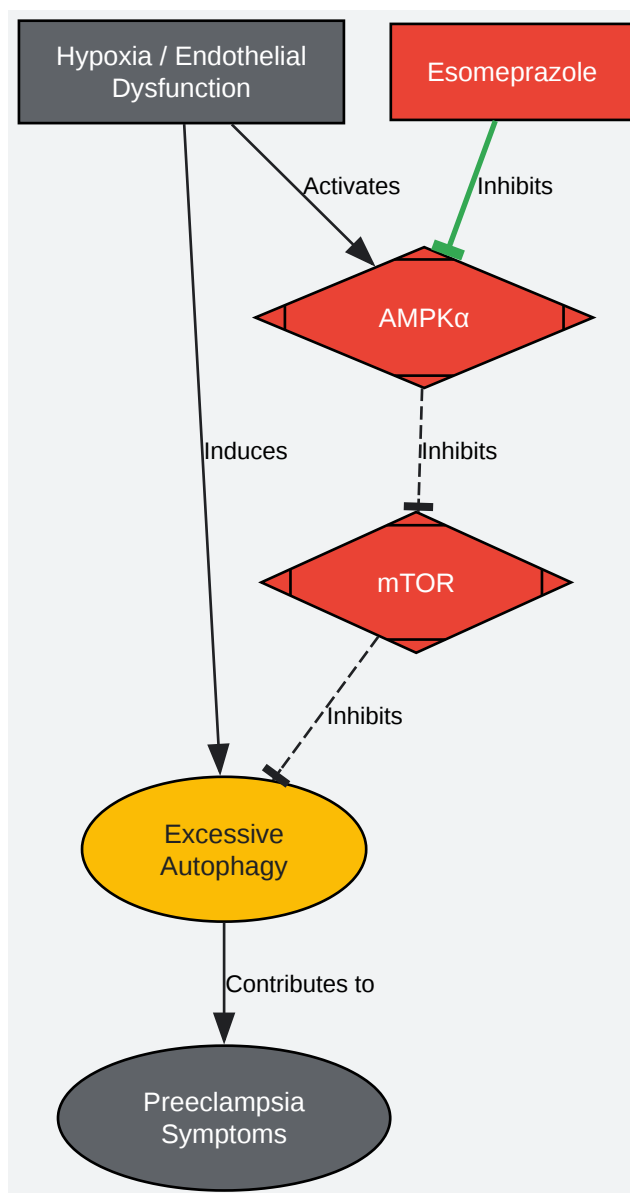 Hypoxia / Endothelial
Dysfunction
Esomeprazole
Activates
Inhibits
AMPKα
Induces
Inhibits
mTOR
Inhibits
Excessive
Autophagy
Contributes to
Preeclampsia
Symptoms